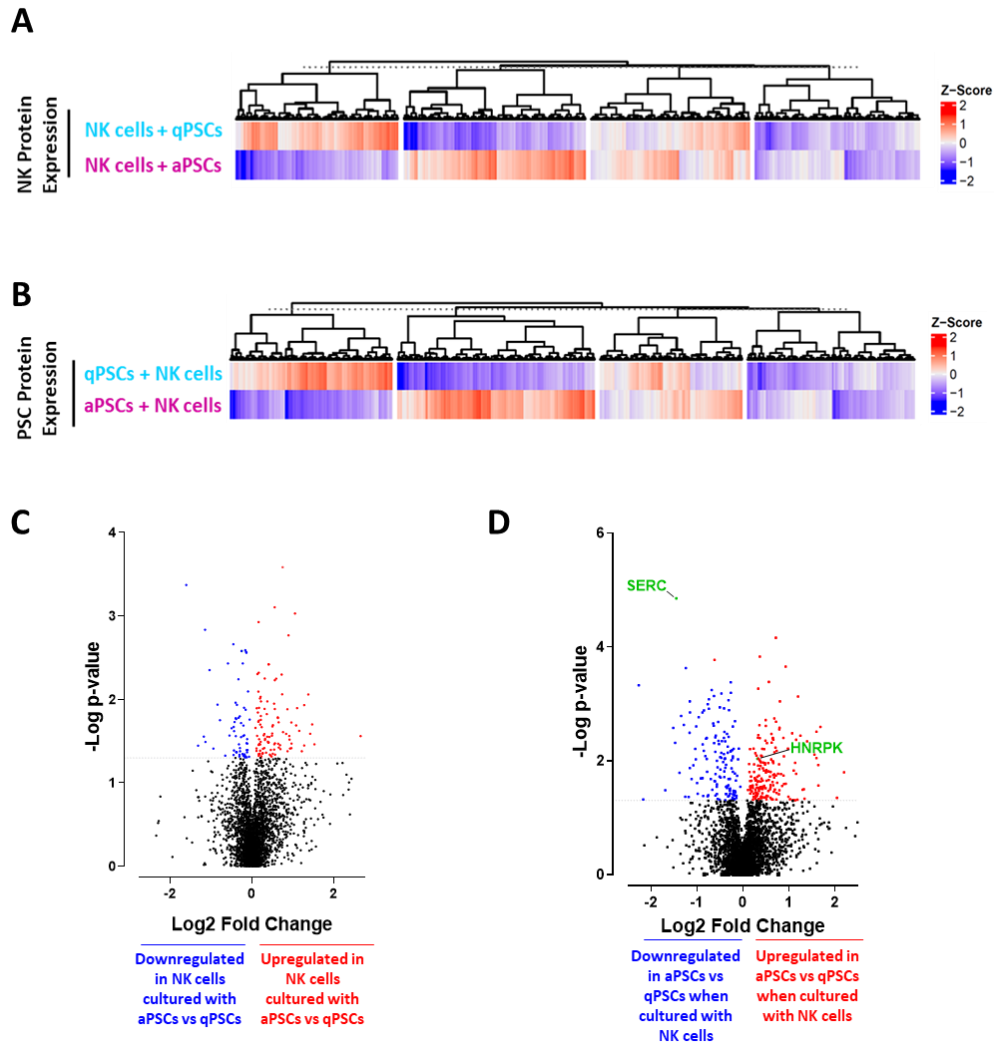 A
NK Protein
Expression
NK cells + qPSCs
NK cells + aPSCs
Z-Score
2
1
0
−1
−2
B
PSC Protein
Expression
qPSCs + NK cells
aPSCs + NK cells
Z-Score
2
1
0
−1
−2
C
-Log p-value
4
3
2
1
0
-2
0
2
Log2 Fold Change
Downregulated
in NK cells
cultured with
aPSCs vs qPSCs
Upregulated in
NK cells
cultured with
aPSCs vs qPSCs
D
-Log p-value
6
4
2
0
SERC
HNRPK
-2
-1
0
1
2
Log2 Fold Change
Downregulated
in aPSCs vs
qPSCs when
cultured with
NK cells
Upregulated in
aPSCs vs qPSCs
when cultured
with NK cells